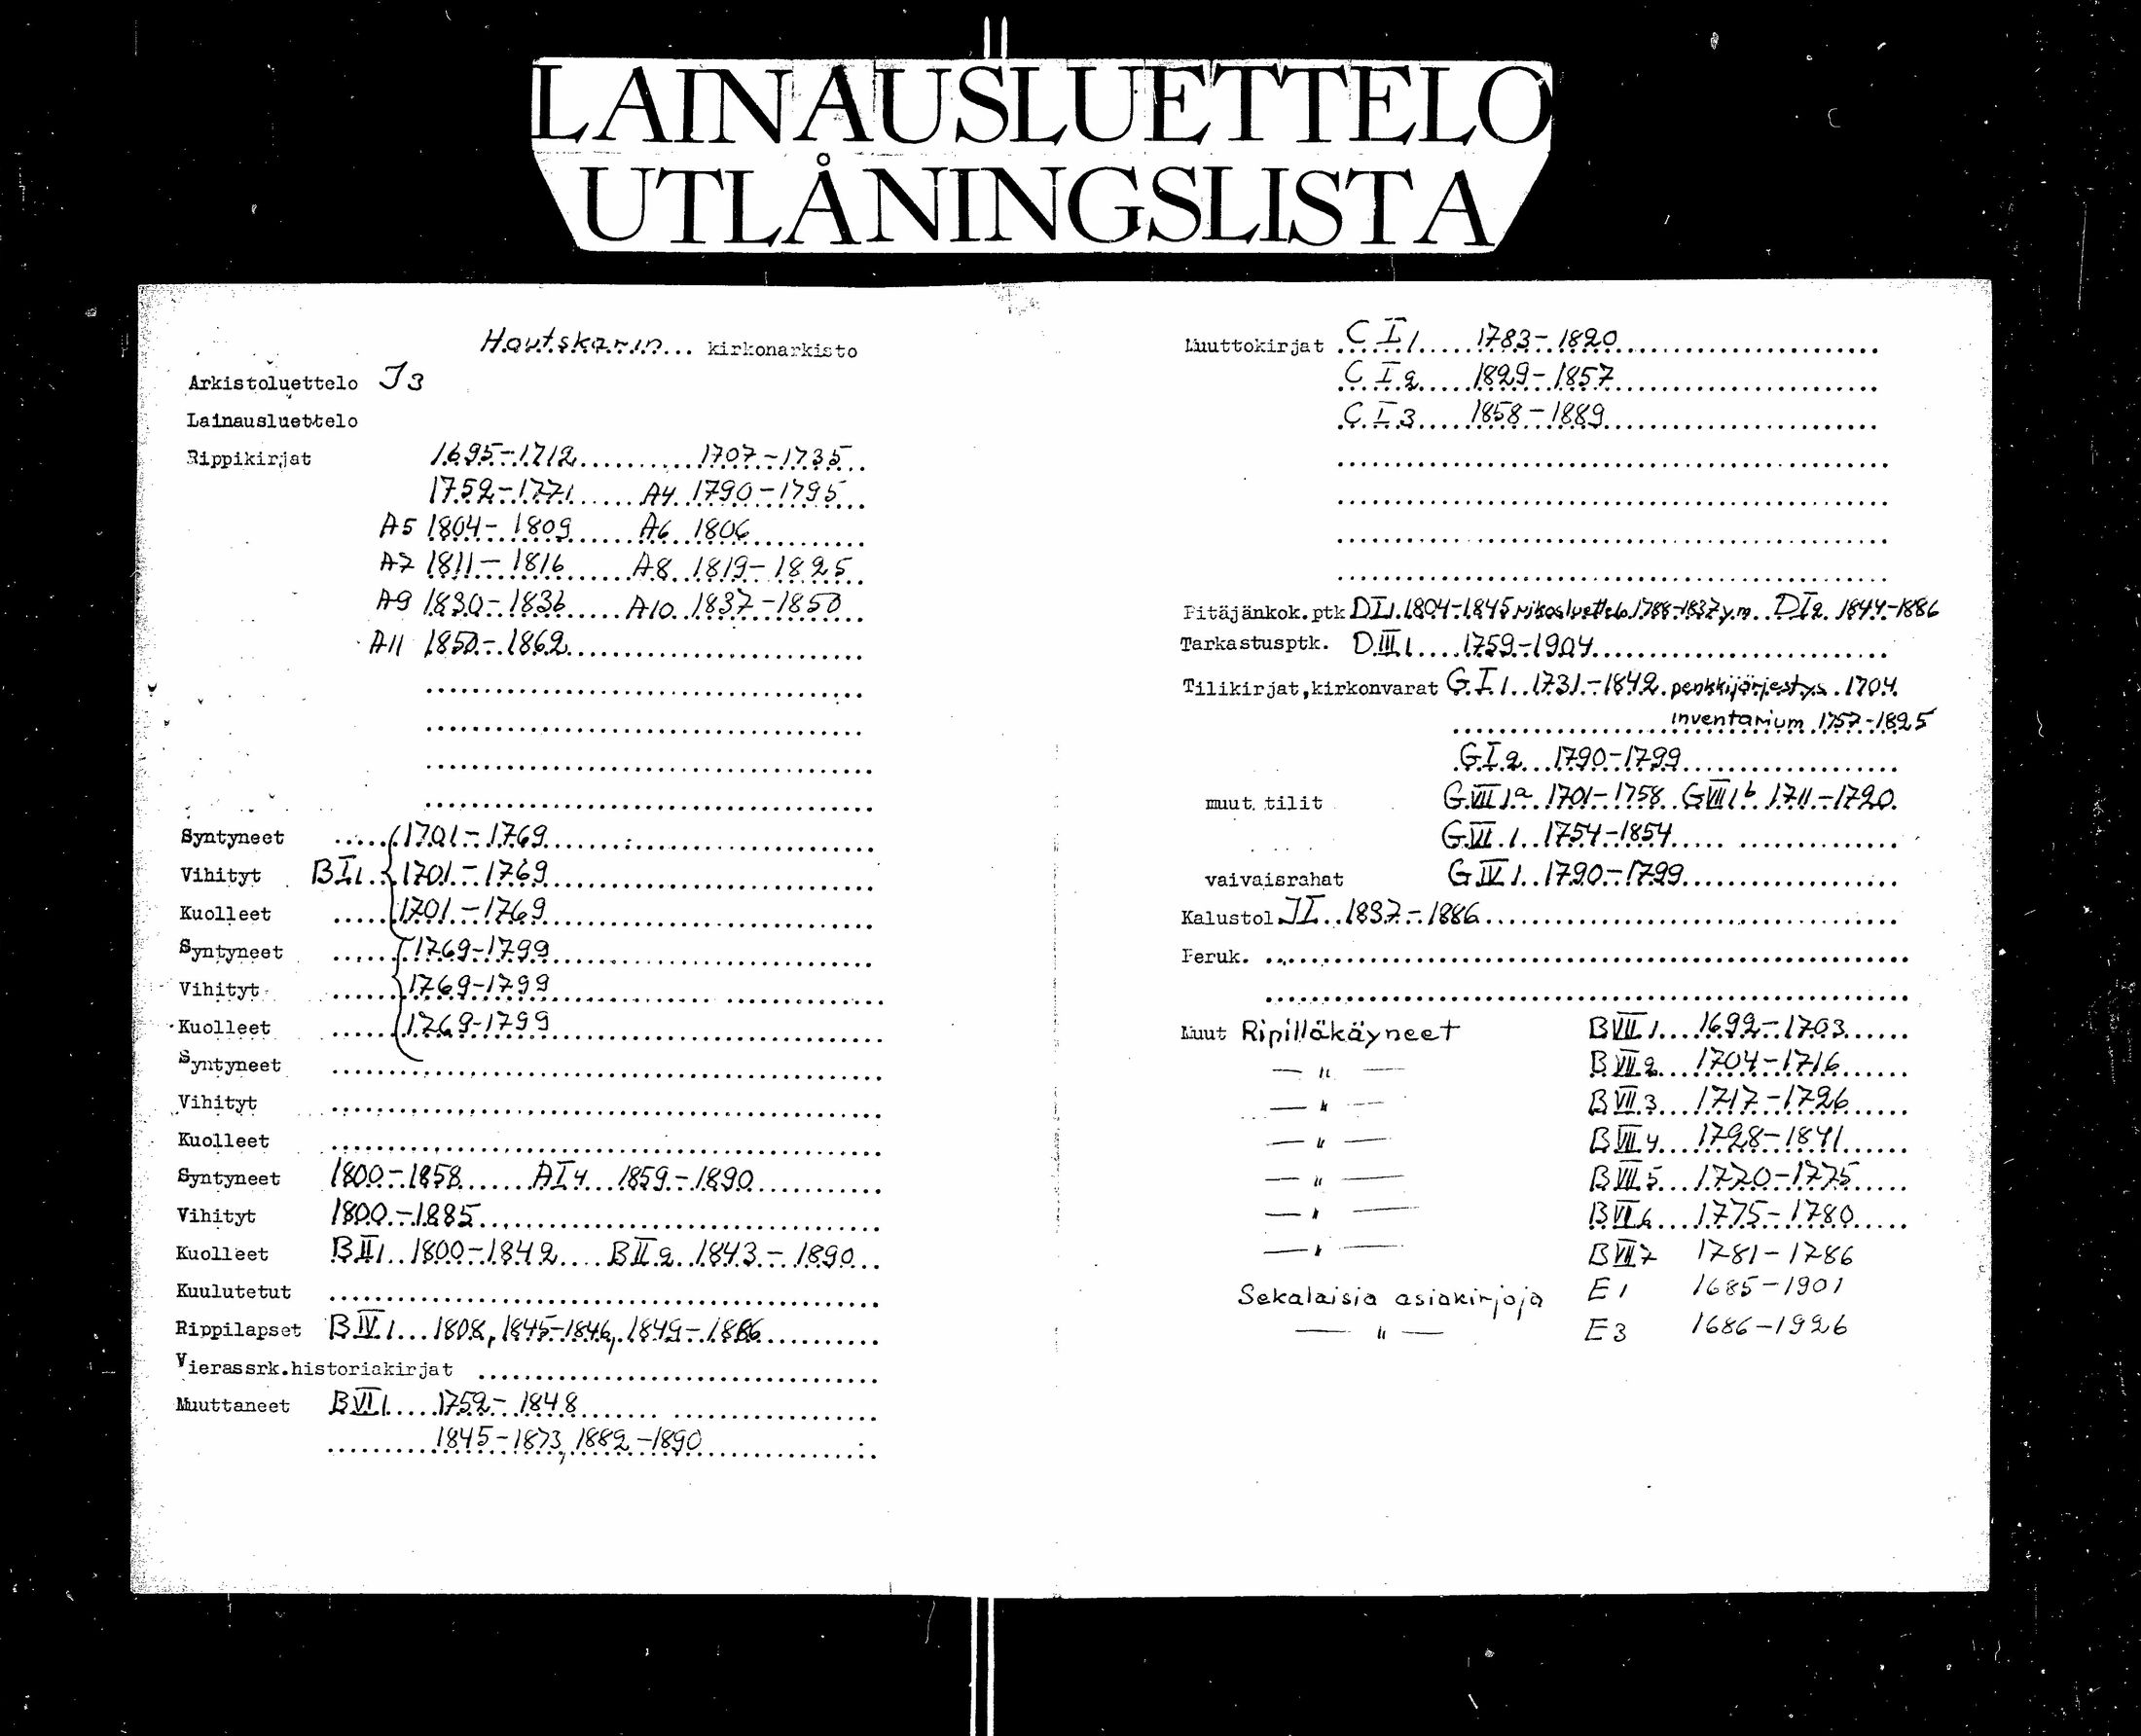 LAINAUSLUETTELO
UTLÅNINGSLISTA
Houtskarin kirkonarkisto
Arkistoluettelo J3
Lainausluettelo
Rippikirjat 1695-1712 1707-1735
1752-1771 A4 1790-1795
A5 1804-1809 A6 1806
A7 1811-1816 A8 1819-1825
A9 1830-1836 A10 1837-1850
A11 1850-1862
Syntyneet 1701-1769
Vihityt BI1 1701-1769
Kuolleet 1701-1769
Syntyneet 1769-1799
Vihityt 1769-1799
Kuolleet 1769-1799
Syntyneet
Vihityt
Kuolleet
Syntyneet 1800-1858 AI4 1859-1890
Vihityt 1800-1885
Kuolleet BII1 1800-1842 BII2 1843-1890
Kuulutetut
Rippilapset BIV1 1808, 1845-1846, 1849-1886
Vierassrk.historiakirjat
Muuttaneet BVI1 1752-1848
1845-1873, 1882-1890
Muuttokirjat CI1 1783-1820
CI2 1829-1857
CI3 1858-1889
Pitäjänkok.ptk DI1 1804-1845 rikosluettelo 1788-1837 y.m. DI2 1844-1886
Tarkastusptk. DIII1 1759-1904
Tilikirjat,kirkonvarat GI1 1731-1842 penkkijärjestys 1704
inventarium 1757-1825
GI2 1790-1799
muut tilit GVII1a 1701-1758 GVII1b 1711-1720
GVI1 1754-1854
vaivaisrahat GIV1 1790-1799
Kalustol JI 1837-1886
Peruk.
Muut Ripilläkäyneet BVII1 1699-1703
— " — BVII2 1704-1716
— " — BVII3 1717-1726
— " — BVII4 1728-1841
— " — BVII5 1770-1775
— " — BVII6 1775-1780
— " — BVII7 1781-1786
Sekalaisia asiakirjoja E1 1685-1901
— " — E3 1686-1926